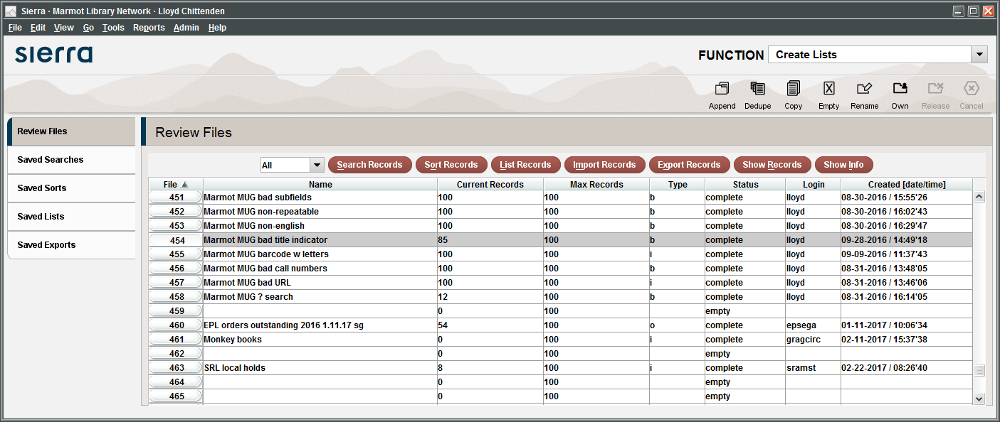 Sierra · Marmot Library Network · Lloyd Chittenden
File Edit View Go Tools Reports Admin Help
sierra
FUNCTION Create Lists
Append Dedupe Copy Empty Rename Own Release Cancel
Review Files
Saved Searches
Saved Sorts
Saved Lists
Saved Exports
Review Files
All Search Records Sort Records List Records Import Records Export Records Show Records Show Info
File Name Current Records Max Records Type Status Login Created [date/time]
451 Marmot MUG bad subfields 100 100 b complete lloyd 08-30-2016 / 15:55'26
452 Marmot MUG non-repeatable 100 100 b complete lloyd 08-30-2016 / 16:02'43
453 Marmot MUG non-english 100 100 b complete lloyd 08-30-2016 / 16:29'47
454 Marmot MUG bad title indicator 85 100 b complete lloyd 09-28-2016 / 14:49'18
455 Marmot MUG barcode w letters 100 100 i complete lloyd 09-09-2016 / 11:37'43
456 Marmot MUG bad call numbers 100 100 b complete lloyd 08-31-2016 / 13:48'05
457 Marmot MUG bad URL 100 100 i complete lloyd 08-31-2016 / 13:46'06
458 Marmot MUG ? search 12 100 b complete lloyd 08-31-2016 / 16:14'05
459 0 100 empty
460 EPL orders outstanding 2016 1.11.17 sg 54 100 o complete epsega 01-11-2017 / 10:06'34
461 Monkey books 0 100 i complete gragcirc 02-11-2017 / 15:37'38
462 0 100 empty
463 SRL local holds 8 100 i complete sramst 02-22-2017 / 08:26'40
464 0 100 empty
465 0 100 empty